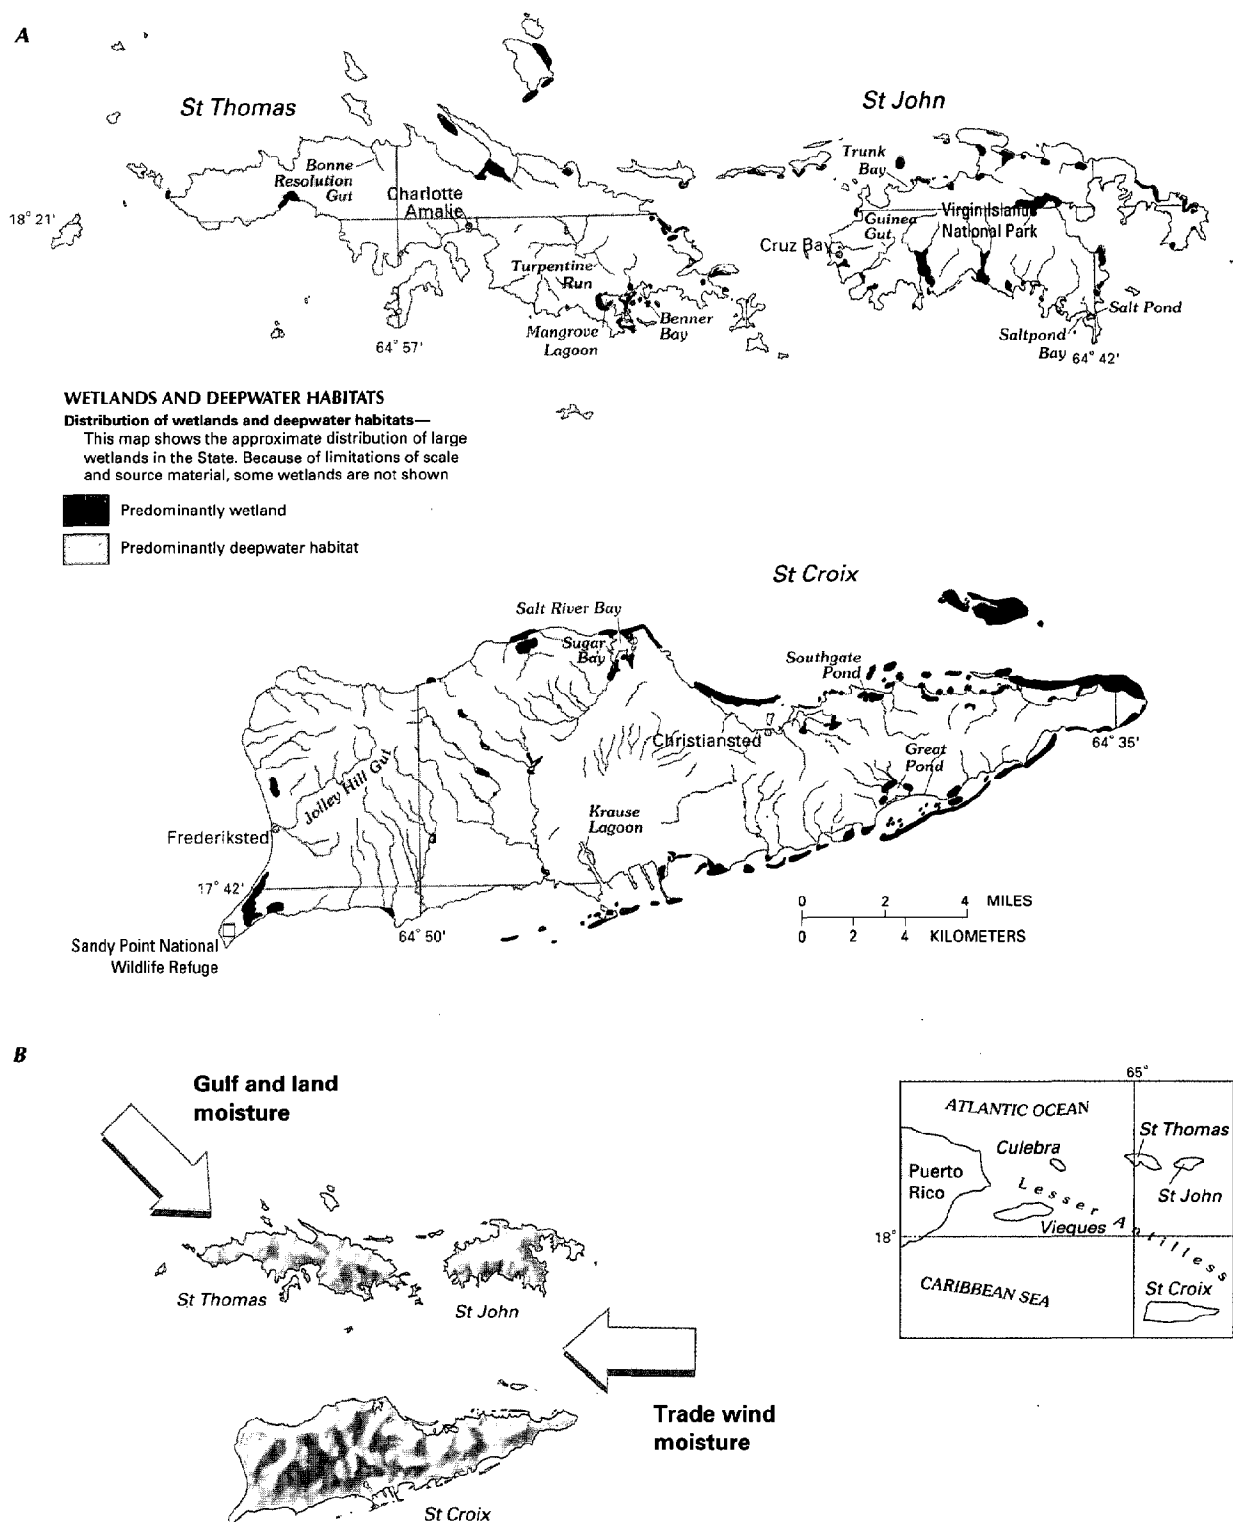 A
St Thomas
St John
Bonne
Resolution
Gut
Charlotte
Amalie
18° 21'
Turpentine
Run
Mangrove
Lagoon
Benner
Bay
64° 57'
Trunk
Bay
Guinea
Gut
Virgin Island
National Park
Cruz Bay
Salt Pond
Saltpond
Bay
64° 42'
WETLANDS AND DEEPWATER HABITATS
Distribution of wetlands and deepwater habitats—
This map shows the approximate distribution of large
wetlands in the State. Because of limitations of scale
and source material, some wetlands are not shown
Predominantly wetland
Predominantly deepwater habitat
St Croix
Salt River Bay
Sugar
Bay
Southgate
Pond
Christiansted
64° 35'
Great
Pond
Jolley Hill Gut
Krause
Lagoon
Frederiksted
17° 42'
64° 50'
Sandy Point National
Wildlife Refuge
0 2 4 MILES
0 2 4 KILOMETERS
B
Gulf and land
moisture
St Thomas
St John
Trade wind
moisture
St Croix
65°
ATLANTIC OCEAN
St Thomas
Culebra
Puerto
Rico
St John
Lesser Antilless
Vieques
18°
CARIBBEAN SEA
St Croix